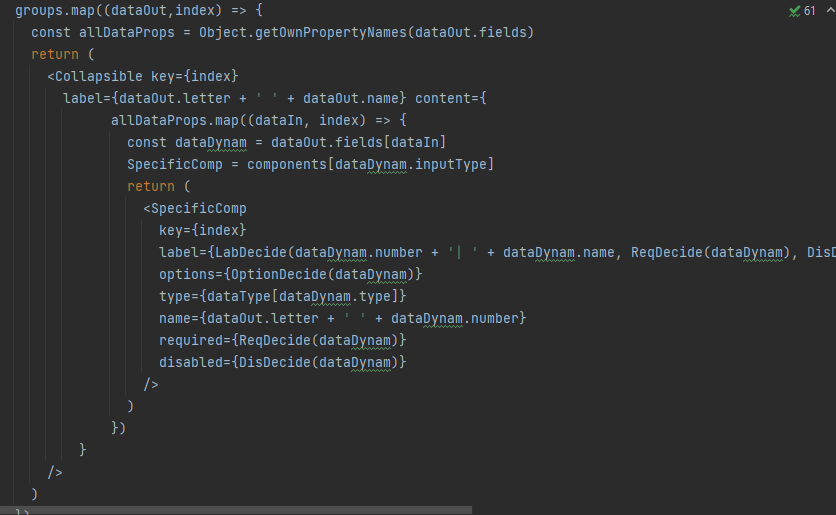 groups.map((dataOut,index) => {
61
const allDataProps = Object.getOwnPropertyNames(dataOut.fields)
return (
<Collapsible key={index}
label={dataOut.letter + ' ' + dataOut.name} content={
allDataProps.map((dataIn, index) => {
const dataDynam = dataOut.fields[dataIn]
SpecificComp = components[dataDynam.inputType]
return (
<SpecificComp
key={index}
label={LabDecide(dataDynam.number + '| ' + dataDynam.name, ReqDecide(dataDynam), DisD
options={OptionDecide(dataDynam)}
type={dataType[dataDynam.type]}
name={dataOut.letter + ' ' + dataDynam.number}
required={ReqDecide(dataDynam)}
disabled={DisDecide(dataDynam)}
/>
)
})
}
/>
)
})